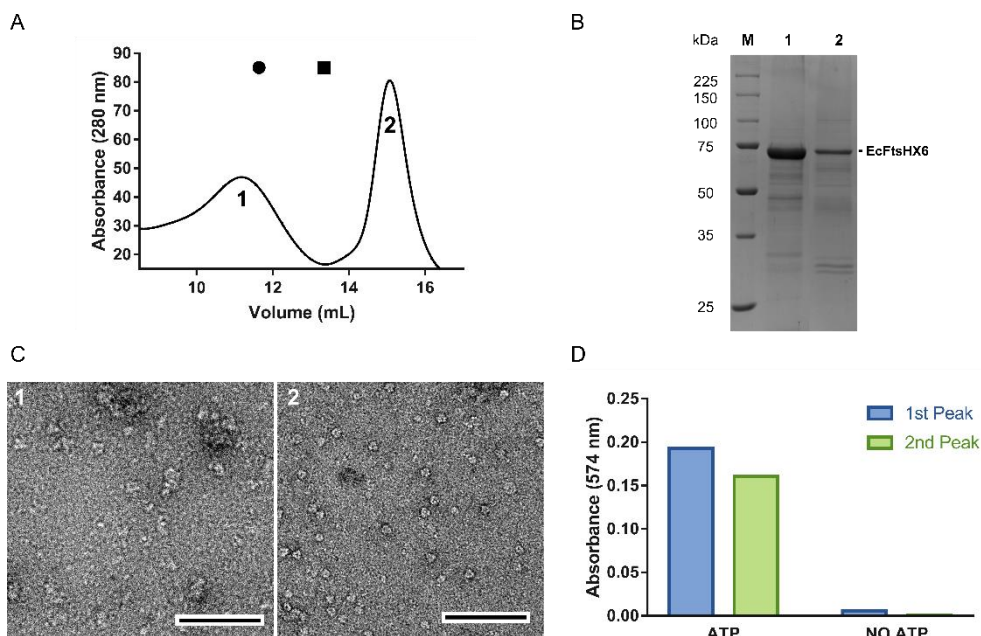 A
Absorbance (280 nm)
90
80
70
60
50
40
30
20
1
2
10 12 14 16
Volume (mL)
B
kDa M 1 2
225
150
100
75
50
35
25
- EcFtsHX6
C
1
2
D
Absorbance (574 nm)
0.25
0.20
0.15
0.10
0.05
0.00
1st Peak
2nd Peak
ATP NO ATP